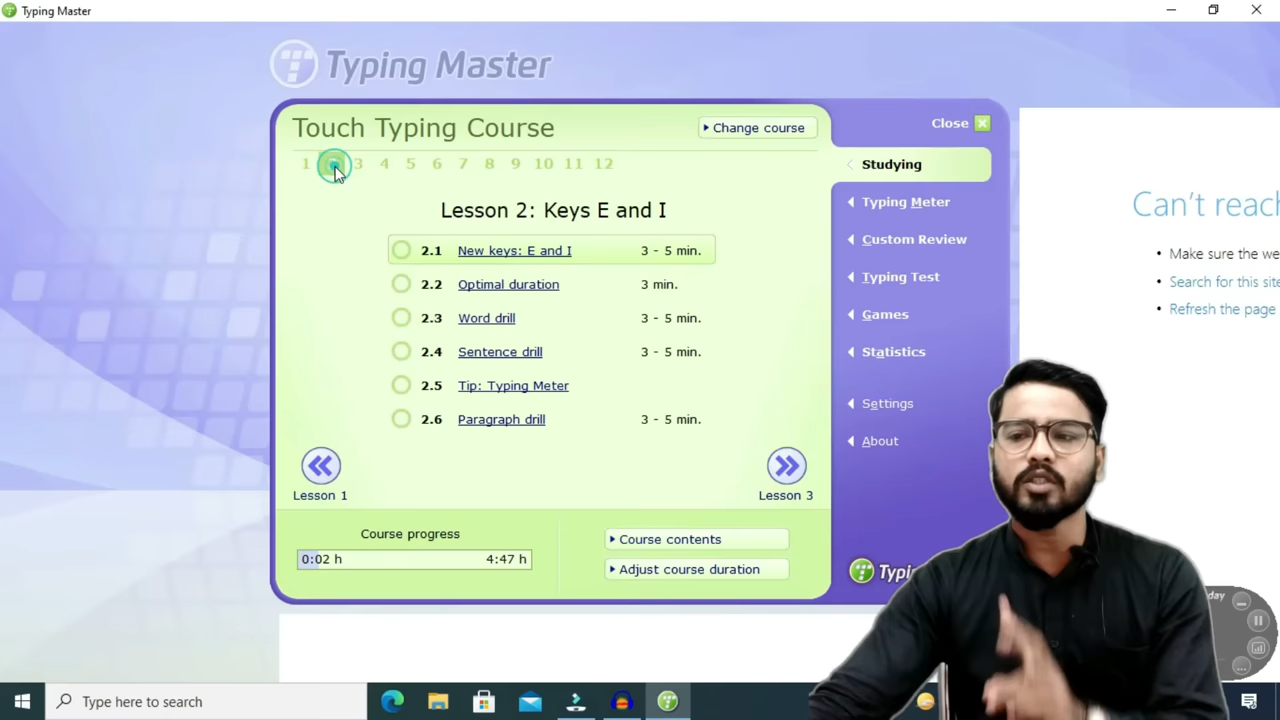 Typing Master
Typing Master
Touch Typing Course
Change course
Close
1 3 4 5 6 7 8 9 10 11 12
Studying
Lesson 2: Keys E and I
Typing Meter
2.1 New keys: E and I 3 - 5 min.
Custom Review
2.2 Optimal duration 3 min.
Typing Test
2.3 Word drill 3 - 5 min.
Games
2.4 Sentence drill 3 - 5 min.
Statistics
2.5 Tip: Typing Meter
Settings
2.6 Paragraph drill 3 - 5 min.
About
Lesson 1
Lesson 3
Course progress
0:02 h 4:47 h
Course contents
Adjust course duration
Can't reac
• Make sure the we
• Search for this site
• Refresh the page
Typi
day
Type here to search